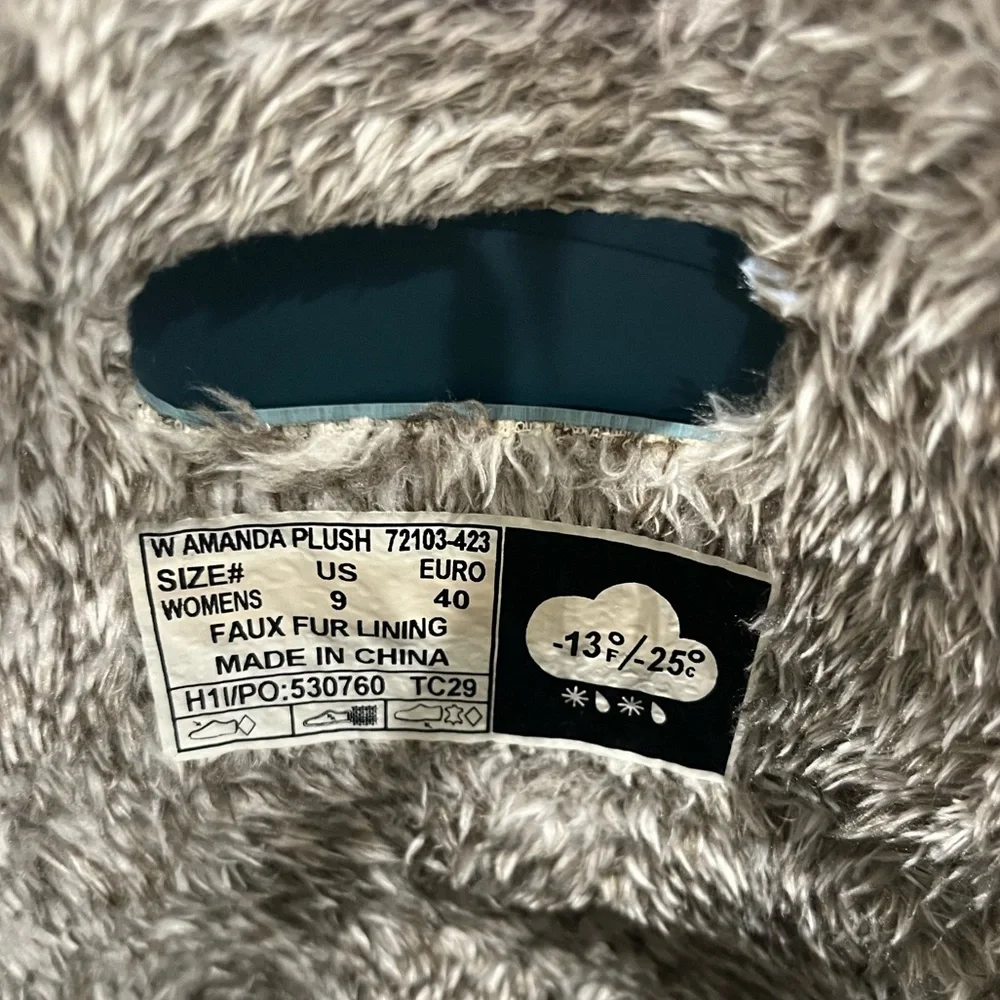 W AMANDA PLUSH 72103-423
SIZE# US EURO
WOMENS 9 40
FAUX FUR LINING
MADE IN CHINA
H1I/PO:530760 TC29
-13°F/-25°C